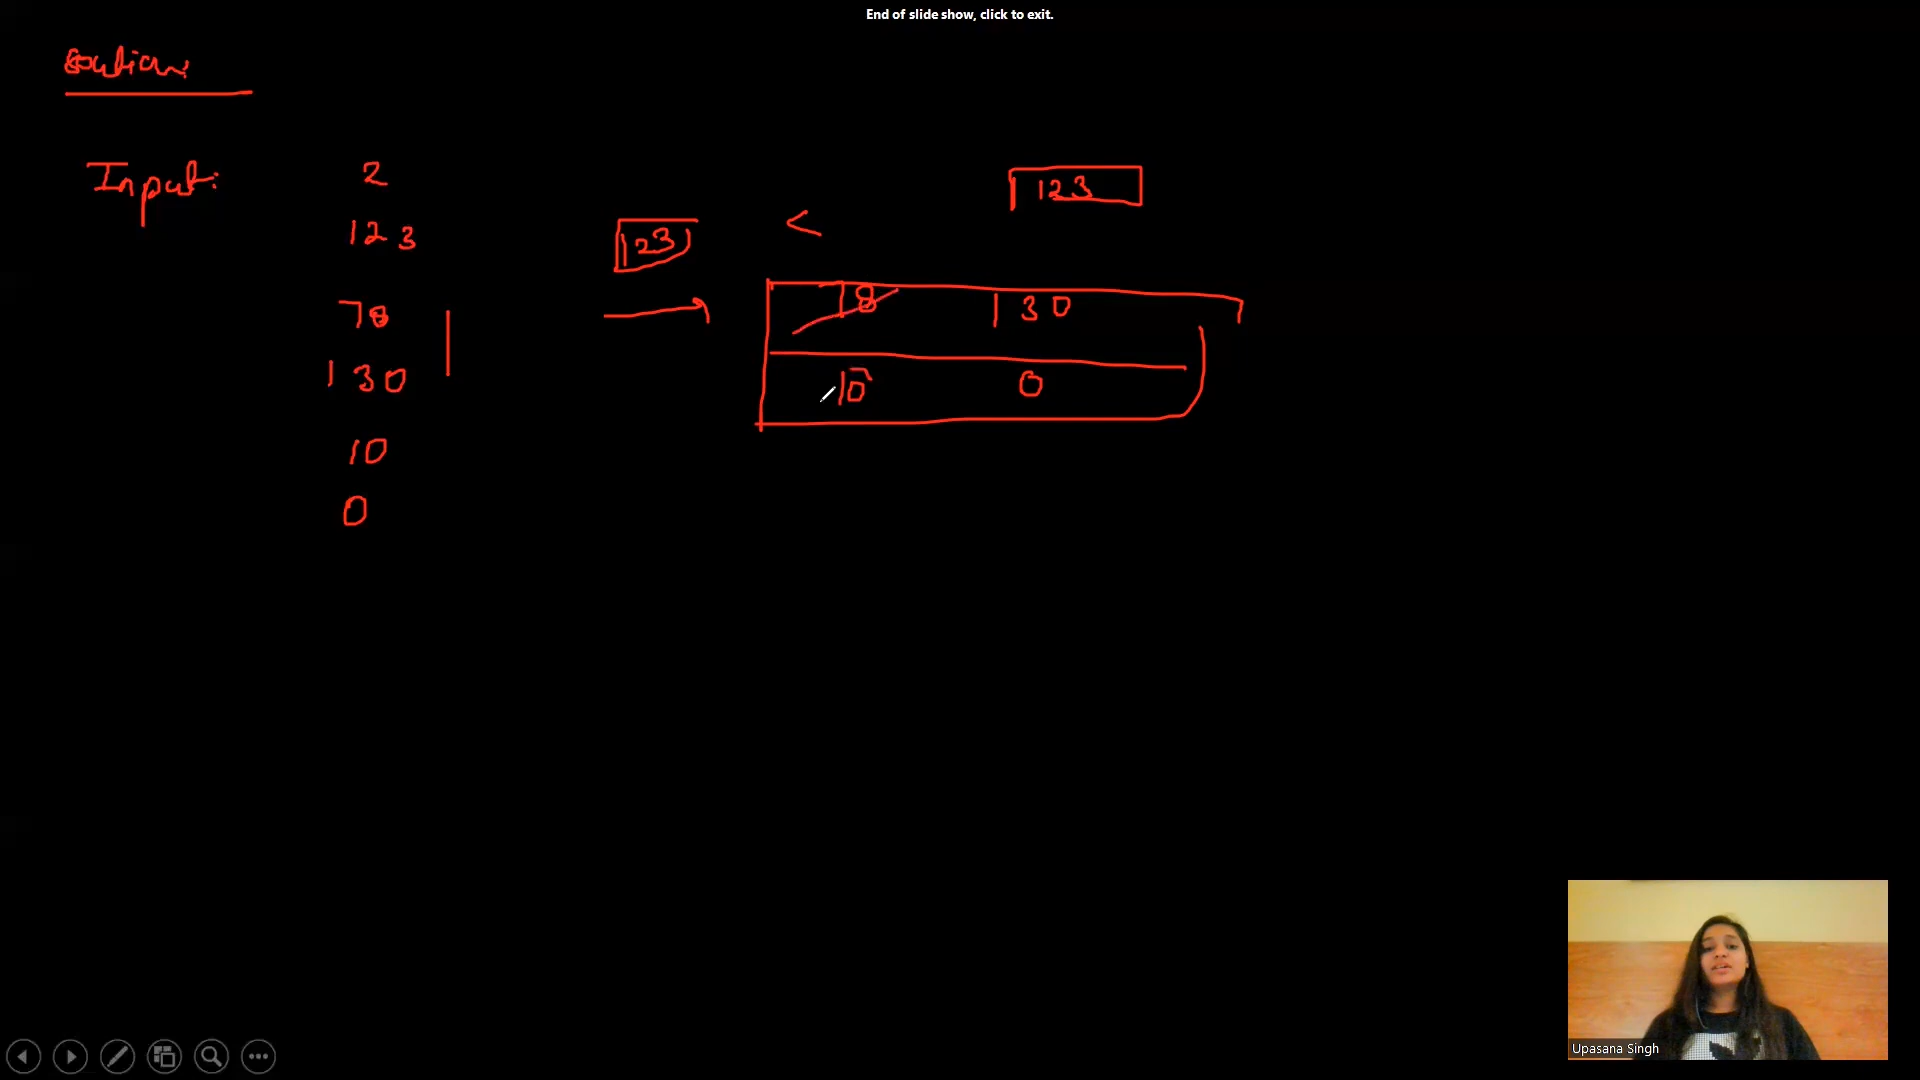 End of slide show, click to exit.
Solution:
Input:
2
123
78
130
10
0
123
<
123
78 130
10 0
Upasana Singh